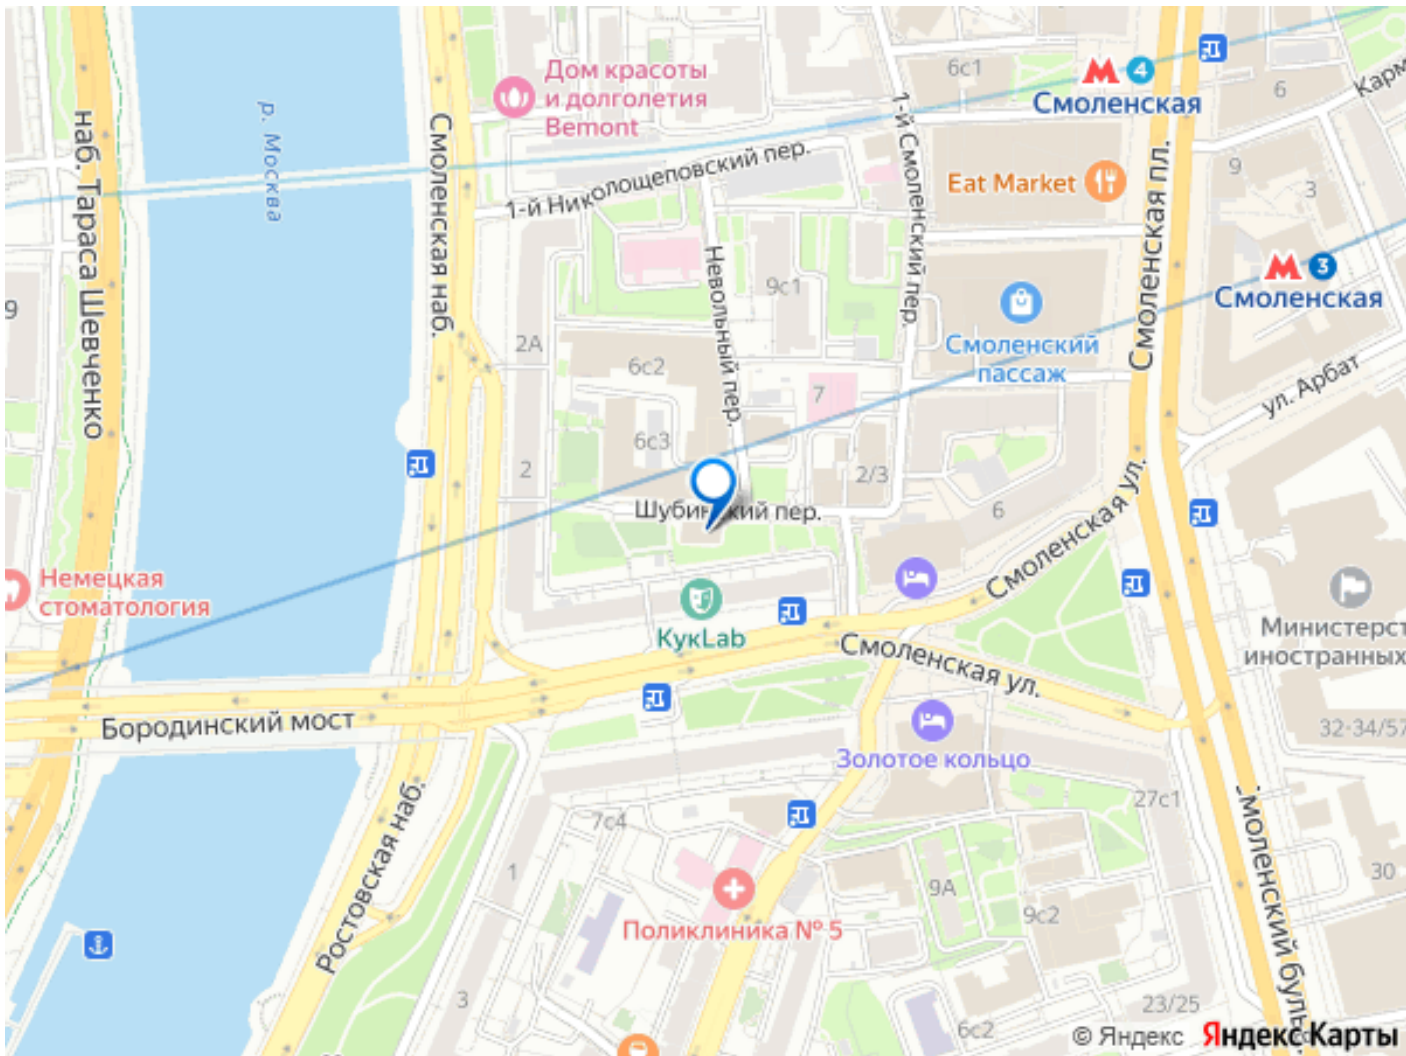 6с1
М 4
Смоленская
6
Дом красоты
и долголетия
Bemont
р. Москва
наб. Тараса Шевченко
Смоленская наб.
1-й Николощеповский пер.
1-й Смоленский пер.
Eat Market
Смоленская пл.
9
3
М 3
Смоленская
Невольный пер.
9с1
9
2А
6с2
Смоленский
пассаж
7
ул. Арбат
6с3
2
2/3
Шубинский пер.
6
Смоленская ул.
Немецкая
стоматология
КукLab
Смоленская ул.
Министерст
иностранных
Бородинский мост
32-34/57
Золотое кольцо
Ростовская наб.
27с1
7с4
1
9А
9с2
30
Поликлиника № 5
3
23/25
6с2
© Яндекс Яндекс Карты